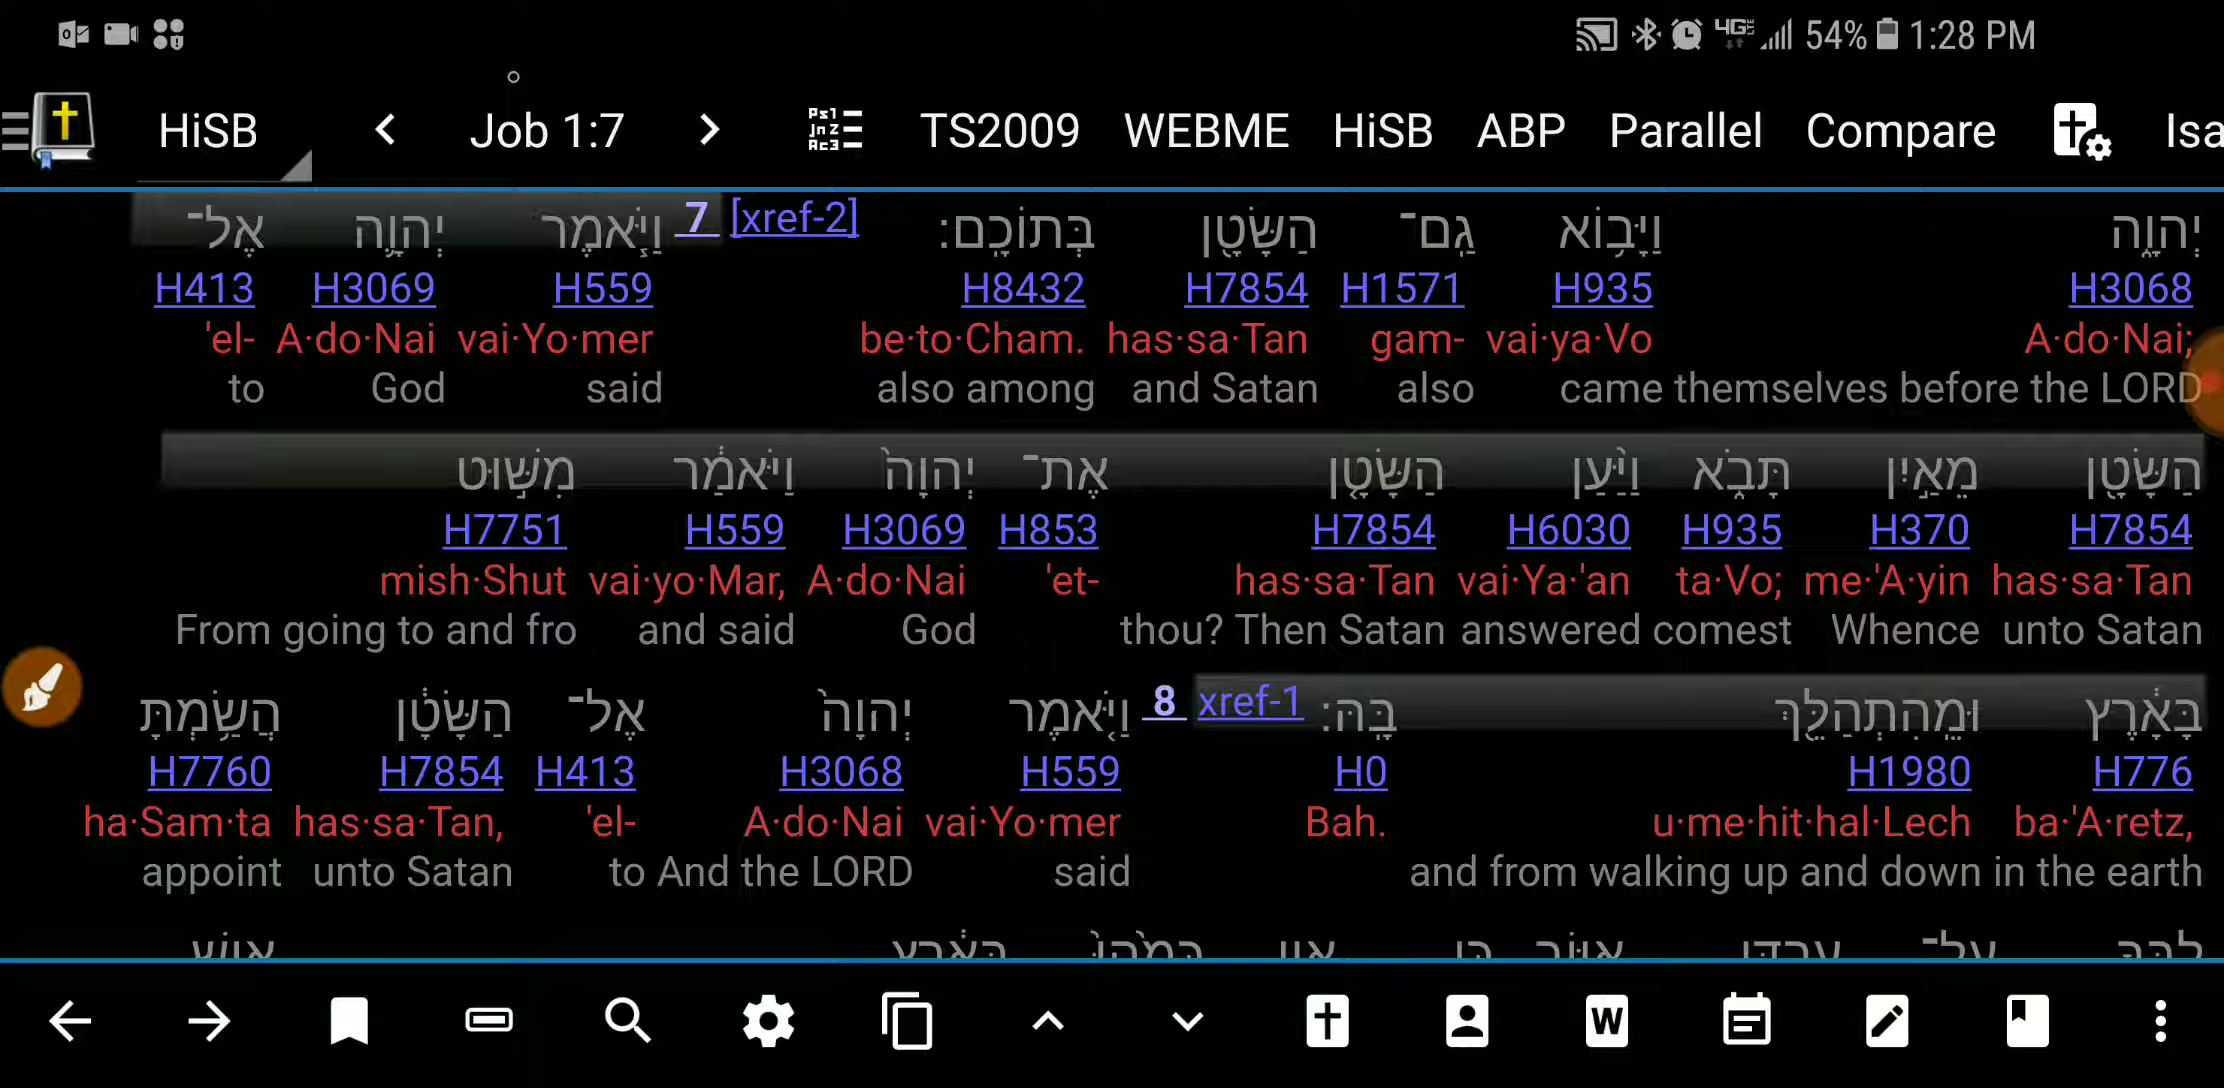 54% 1:28 PM
HiSB Job 1:7 TS2009 WEBME HiSB ABP Parallel Compare Isa
יְהוָ֑ה וַיָּב֥וֹא גַֽם־ הַשָּׂטָ֖ן בְּתוֹכָֽם׃ [xref-2] 7 וַיֹּ֧אמֶר יְהוָ֛ה אֶל־
H413 H3069 H559 H8432 H7854 H1571 H935 H3068
'el- A·do·Nai vai·Yo·mer be·to·Cham. has·sa·Tan gam- vai·ya·Vo A·do·Nai;
to God said also among and Satan also came themselves before the LORD
הַשָּׂטָ֖ן מֵאַ֣יִן תָּבֹ֑א וַיַּ֨עַן הַשָּׂטָ֤ן אֶת־ יְהוָה֙ וַיֹּאמַ֔ר מִשּׁ֣וּט
H7751 H559 H3069 H853 H7854 H6030 H935 H370 H7854
mish·Shut vai·yo·Mar, A·do·Nai 'et- has·sa·Tan vai·Ya·'an ta·Vo; me·'A·yin has·sa·Tan
From going to and fro and said God thou? Then Satan answered comest Whence unto Satan
בָּאָ֔רֶץ וּמֵֽהִתְהַלֵּ֖ךְ בָּֽהּ׃ xref-1 8 וַיֹּ֤אמֶר יְהוָה֙ אֶל־ הַשָּׂטָ֔ן הֲשַׂ֥מְתָּ
H7760 H7854 H413 H3068 H559 H0 H1980 H776
ha·Sam·ta has·sa·Tan, 'el- A·do·Nai vai·Yo·mer Bah. u·me·hit·hal·Lech ba·'A·retz,
appoint unto Satan to And the LORD said and from walking up and down in the earth